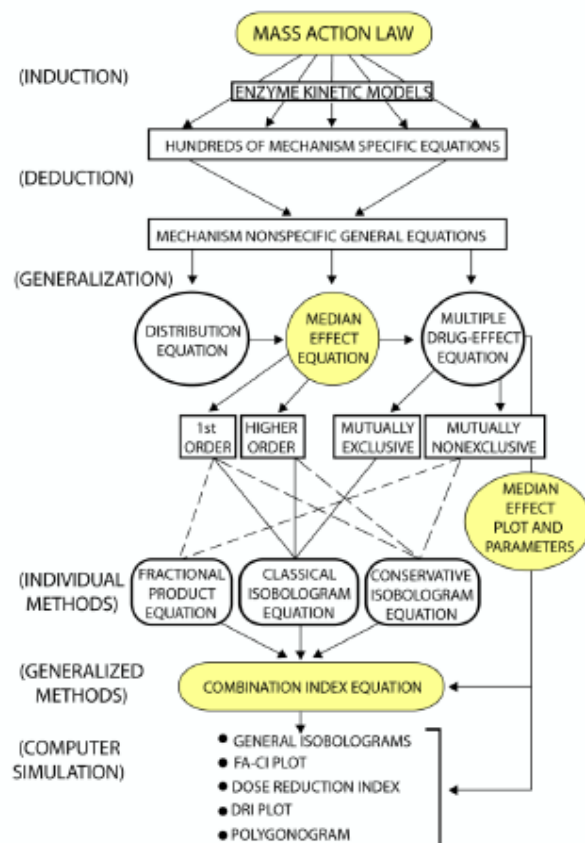 MASS ACTION LAW
(INDUCTION)
ENZYME KINETIC MODELS
HUNDREDS OF MECHANISM SPECIFIC EQUATIONS
(DEDUCTION)
MECHANISM NONSPECIFIC GENERAL EQUATIONS
(GENERALIZATION)
DISTRIBUTION
EQUATION
MEDIAN
EFFECT
EQUATION
MULTIPLE
DRUG-EFFECT
EQUATION
1st
ORDER
HIGHER
ORDER
MUTUALLY
EXCLUSIVE
MUTUALLY
NONEXCLUSIVE
MEDIAN
EFFECT
PLOT AND
PARAMETERS
(INDIVIDUAL
METHODS)
FRACTIONAL
PRODUCT
EQUATION
CLASSICAL
ISOBOLOGRAM
EQUATION
CONSERVATIVE
ISOBOLOGRAM
EQUATION
(GENERALIZED
METHODS)
COMBINATION INDEX EQUATION
(COMPUTER
SIMULATION)
● GENERAL ISOBOLOGRAMS
● FA-CI PLOT
● DOSE REDUCTION INDEX
● DRI PLOT
● POLYGONOGRAM